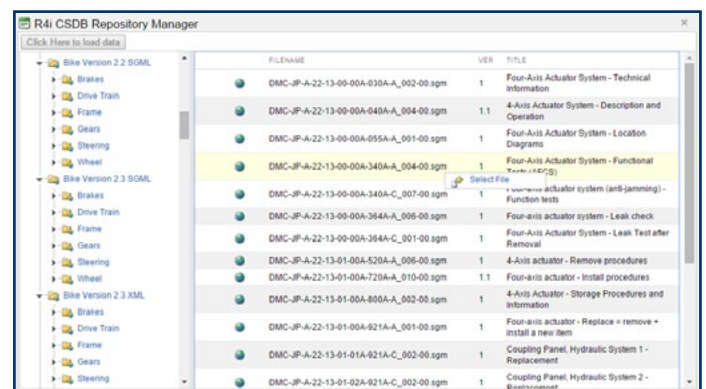 R4i CSDB Repository Manager
Click Here to load data
Bike Version 2.2 SGML
Brakes
Drive Train
Frame
Gears
Steering
Wheel
Bike Version 2.3 SGML
Brakes
Drive Train
Frame
Gears
Steering
Wheel
Bike Version 2.3 XML
Brakes
Drive Train
Frame
Gears
Steering
FILENAME VER TITLE
DMC-JP-A-22-13-00-00A-030A-A_002-00.sgm 1 Four-Axis Actuator System - Technical
Information
DMC-JP-A-22-13-00-00A-040A-A_004-00.sgm 1.1 4-Axis Actuator System - Description and
Operation
DMC-JP-A-22-13-00-00A-055A-A_001-00.sgm 1 Four-Axis Actuator System - Location
Diagrams
DMC-JP-A-22-13-00-00A-340A-A_004-00.sgm 1 Four-Axis Actuator System - Functional
Tests (AFCS)
Select File
DMC-JP-A-22-13-00-00A-340A-C_007-00.sgm 1 Four-axis actuator system (anti-jamming) -
Function tests
DMC-JP-A-22-13-00-00A-364A-A_006-00.sgm 1 Four-axis actuator system - Leak check
DMC-JP-A-22-13-00-00A-364A-C_001-00.sgm 1 Four-Axis Actuator System - Leak Test after
Removal
DMC-JP-A-22-13-01-00A-520A-A_006-00.sgm 1 4-Axis actuator - Remove procedures
DMC-JP-A-22-13-01-00A-720A-A_010-00.sgm 1.1 Four-axis actuator - Install procedures
DMC-JP-A-22-13-01-00A-800A-A_002-00.sgm 1 4-Axis Actuator - Storage Procedures and
Information
DMC-JP-A-22-13-01-00A-921A-A_001-00.sgm 1 Four-axis actuator - Replace = remove +
install a new item
DMC-JP-A-22-13-01-01A-921A-C_002-00.sgm 1 Coupling Panel, Hydraulic System 1 -
Replacement
DMC-JP-A-22-13-01-02A-921A-C_002-00.sgm 1 Coupling Panel, Hydraulic System 2 -
Replacement